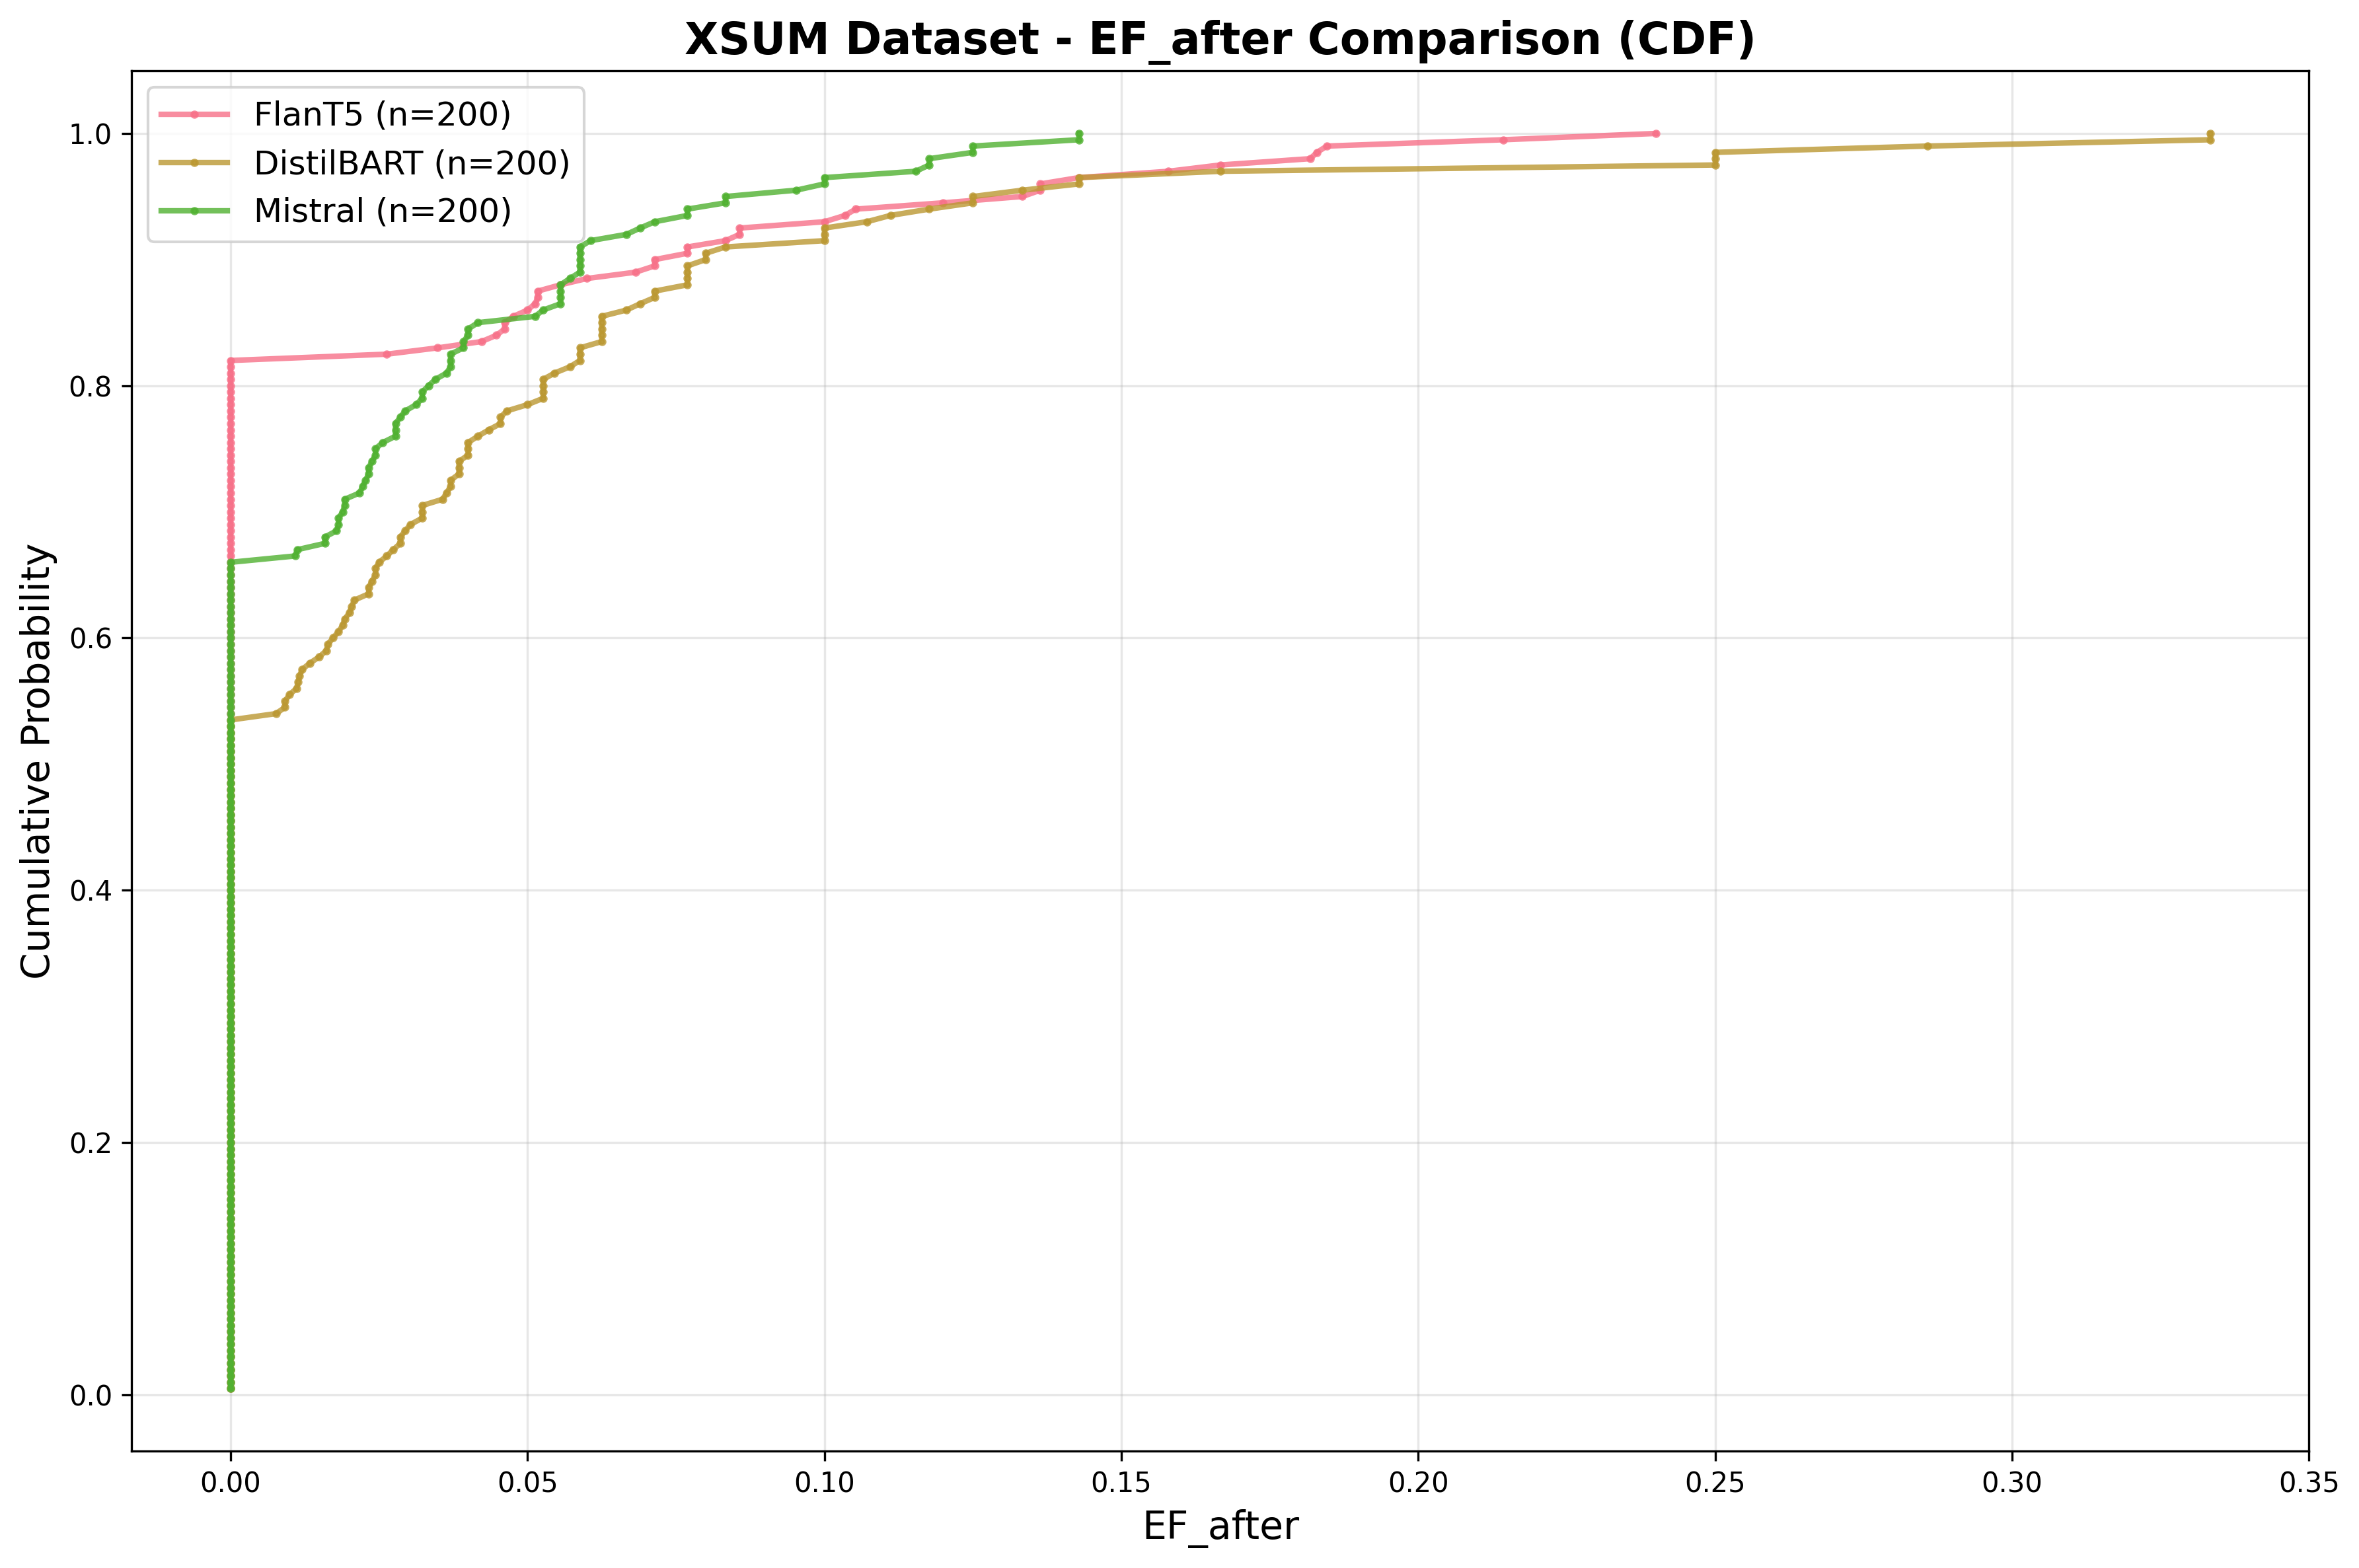 XSUM Dataset - EF_after Comparison (CDF)
FlanT5 (n=200)
DistilBART (n=200)
Mistral (n=200)
Cumulative Probability
1.0
0.8
0.6
0.4
0.2
0.0
0.00 0.05 0.10 0.15 0.20 0.25 0.30 0.35
EF_after